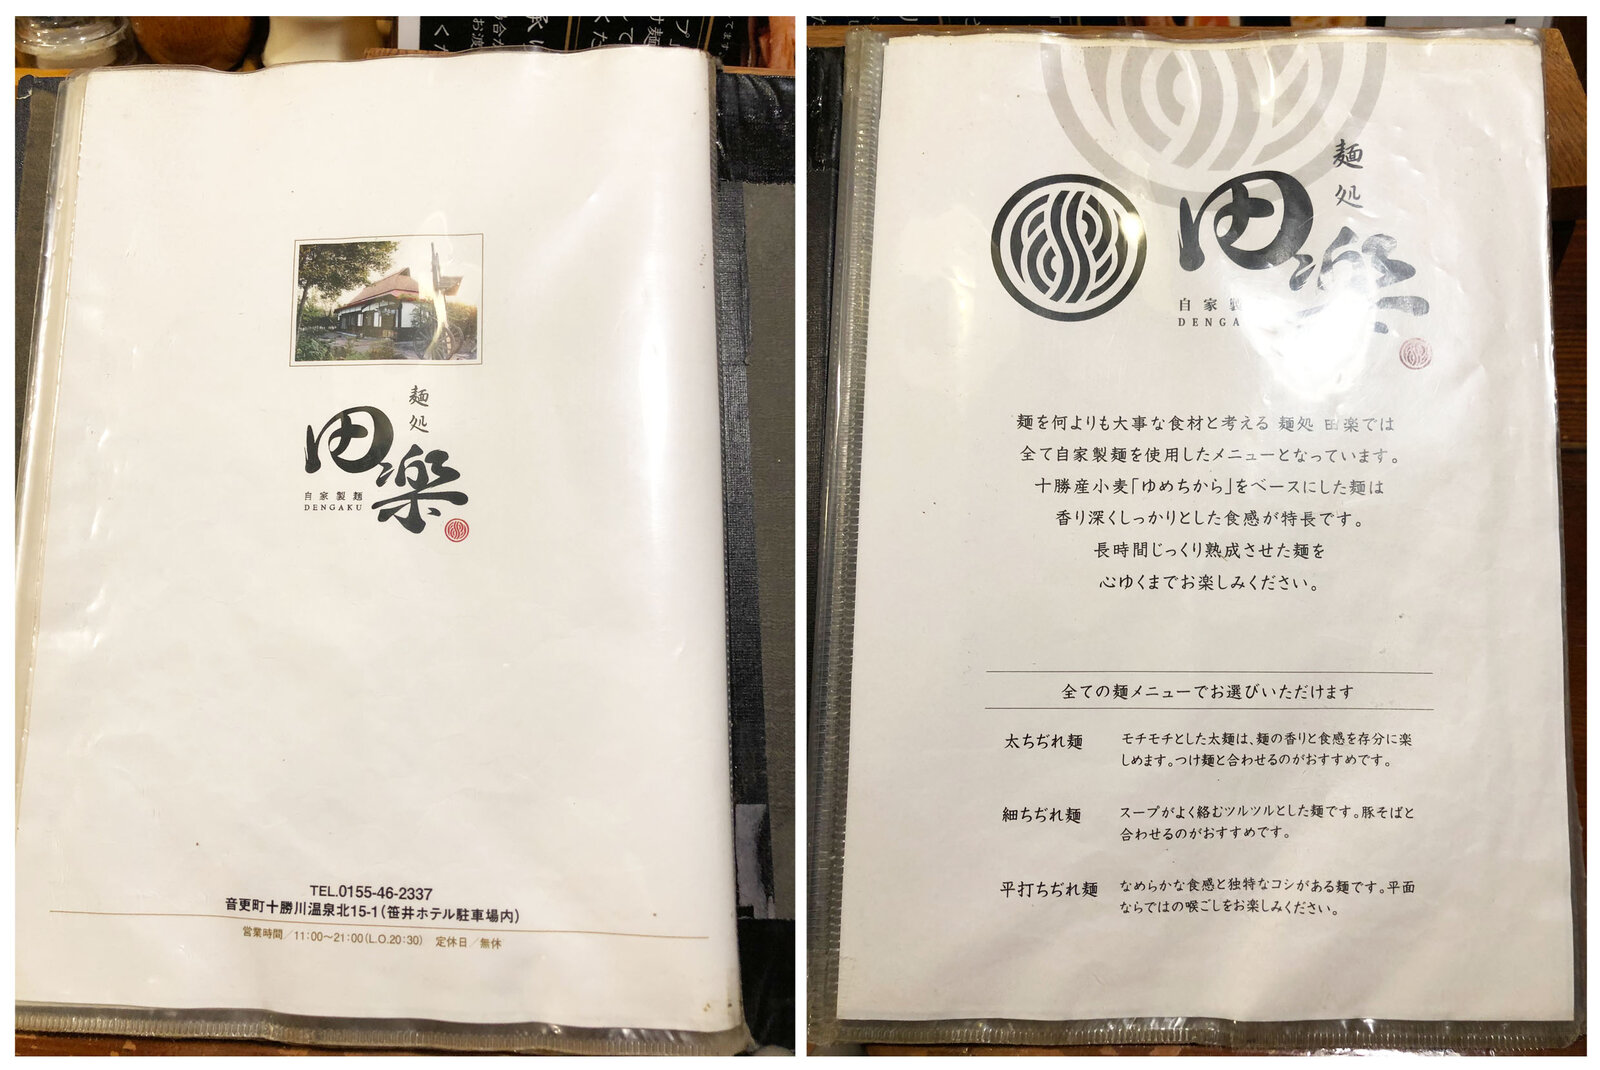 麺処
田楽
自家製麺
DENGAKU
TEL.0155-46-2337
音更町十勝川温泉北15-1(笹井ホテル駐車場内)
営業時間/11:00〜21:00(L.O.20:30) 定休日/無休
麺処
田楽
自家製
DENGA
麺を何よりも大事な食材と考える 麺処 田楽では
全て自家製麺を使用したメニューとなっています。
十勝産小麦「ゆめちから」をベースにした麺は
香り深くしっかりとした食感が特長です。
長時間じっくり熟成させた麺を
心ゆくまでお楽しみください。
全ての麺メニューでお選びいただけます
太ちぢれ麺
モチモチとした太麺は、麺の香りと食感を存分に楽
しめます。つけ麺と合わせるのがおすすめです。
細ちぢれ麺
スープがよく絡むツルツルとした麺です。豚そばと
合わせるのがおすすめです。
平打ちぢれ麺
なめらかな食感と独特なコシがある麺です。平面
ならではの喉ごしをお楽しみください。